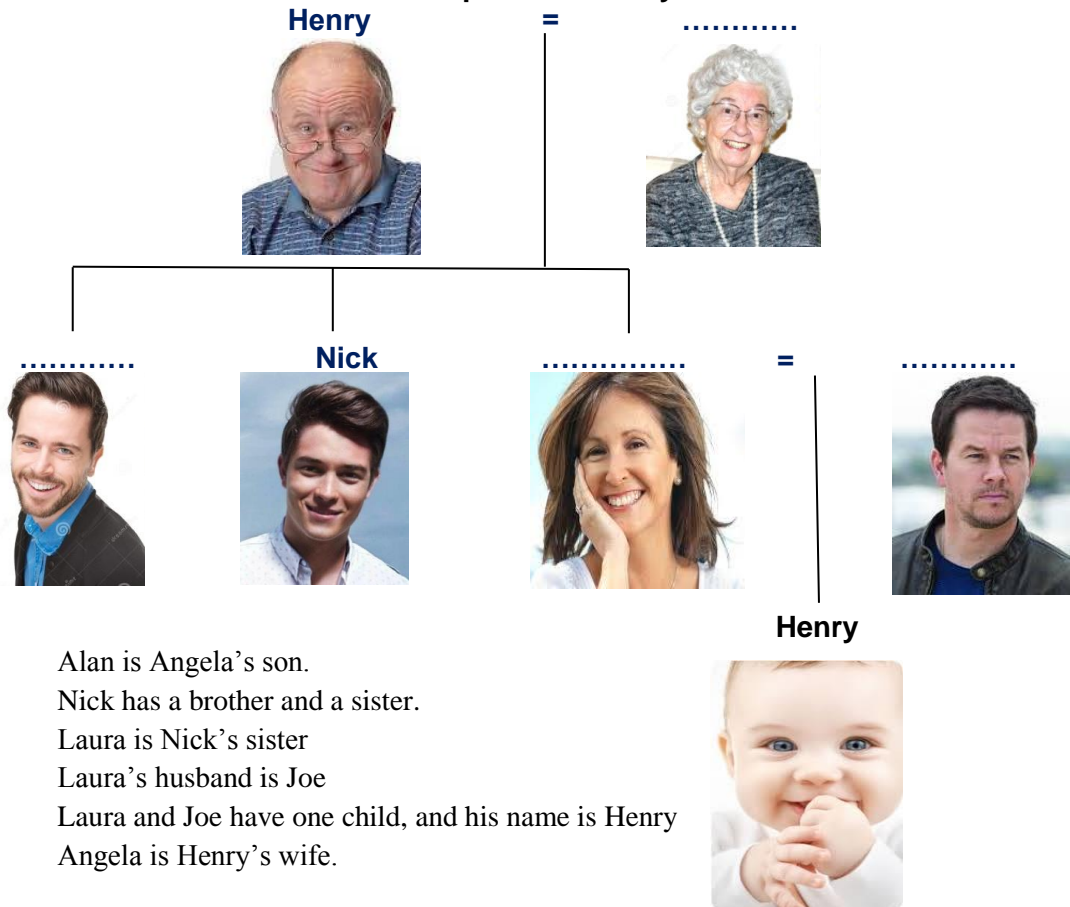 Henry = …………
………… Nick …………… = …………
Henry
Alan is Angela’s son.
Nick has a brother and a sister.
Laura is Nick’s sister
Laura’s husband is Joe
Laura and Joe have one child, and his name is Henry
Angela is Henry’s wife.